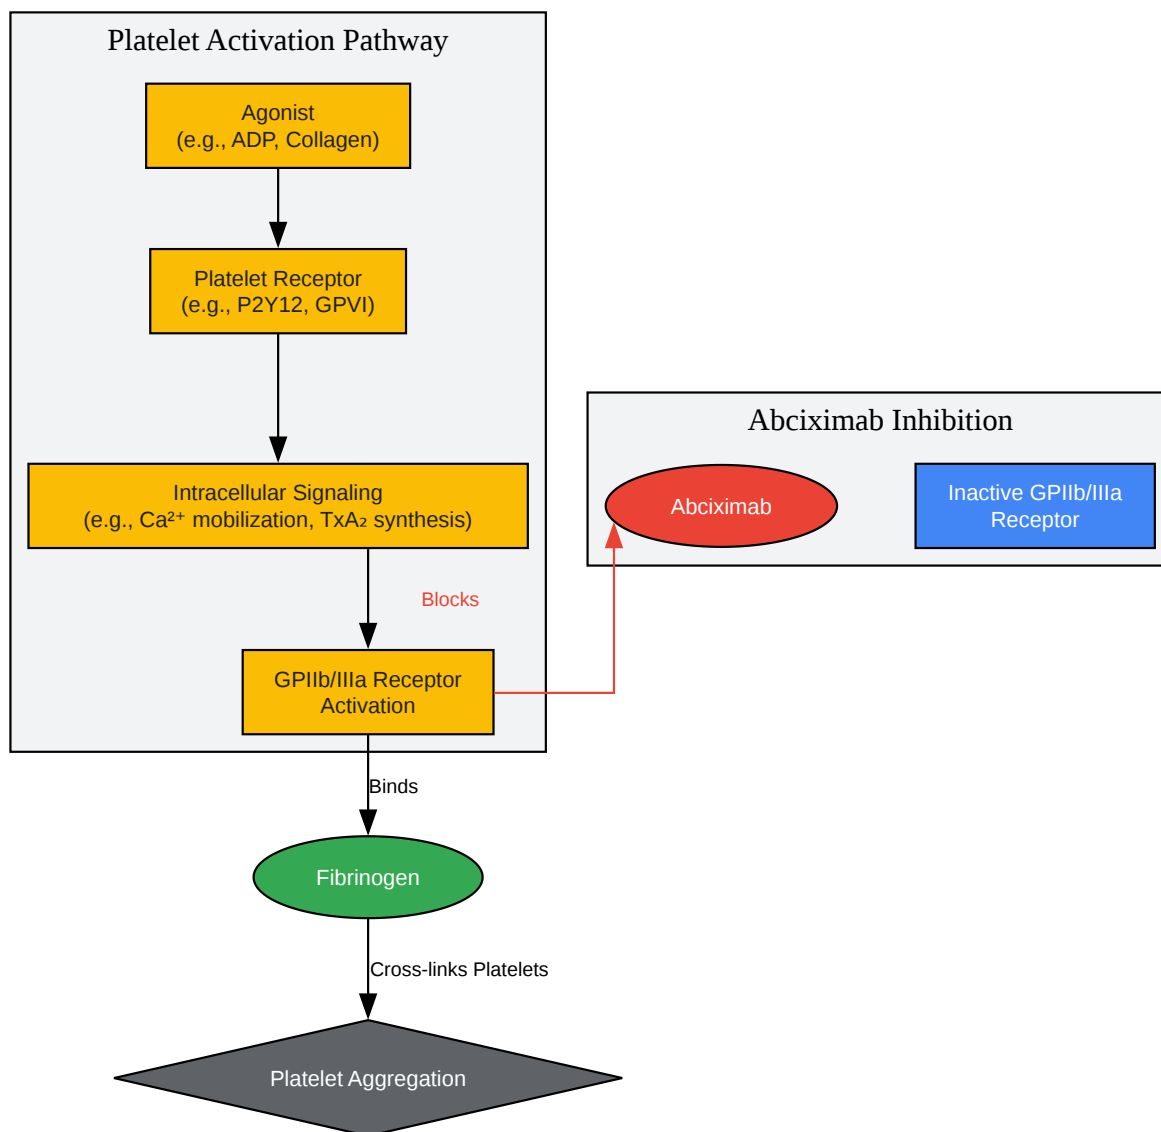 Platelet Activation Pathway
Agonist
(e.g., ADP, Collagen)
Platelet Receptor
(e.g., P2Y12, GPVI)
Intracellular Signaling
(e.g., Ca²⁺ mobilization, TxA₂ synthesis)
Blocks
GPIIb/IIIa Receptor
Activation
Binds
Fibrinogen
Cross-links Platelets
Platelet Aggregation
Abciximab Inhibition
Abciximab
Inactive GPIIb/IIIa
Receptor